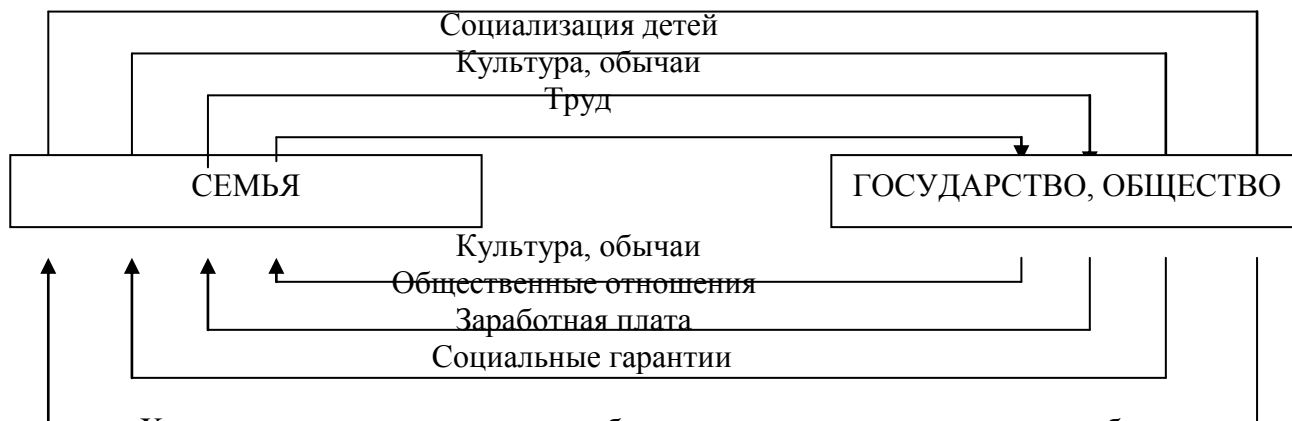 Социализация детей
Культура, обычаи
Труд
СЕМЬЯ
ГОСУДАРСТВО, ОБЩЕСТВО
Культура, обычаи
Общественные отношения
Заработная плата
Социальные гарантии